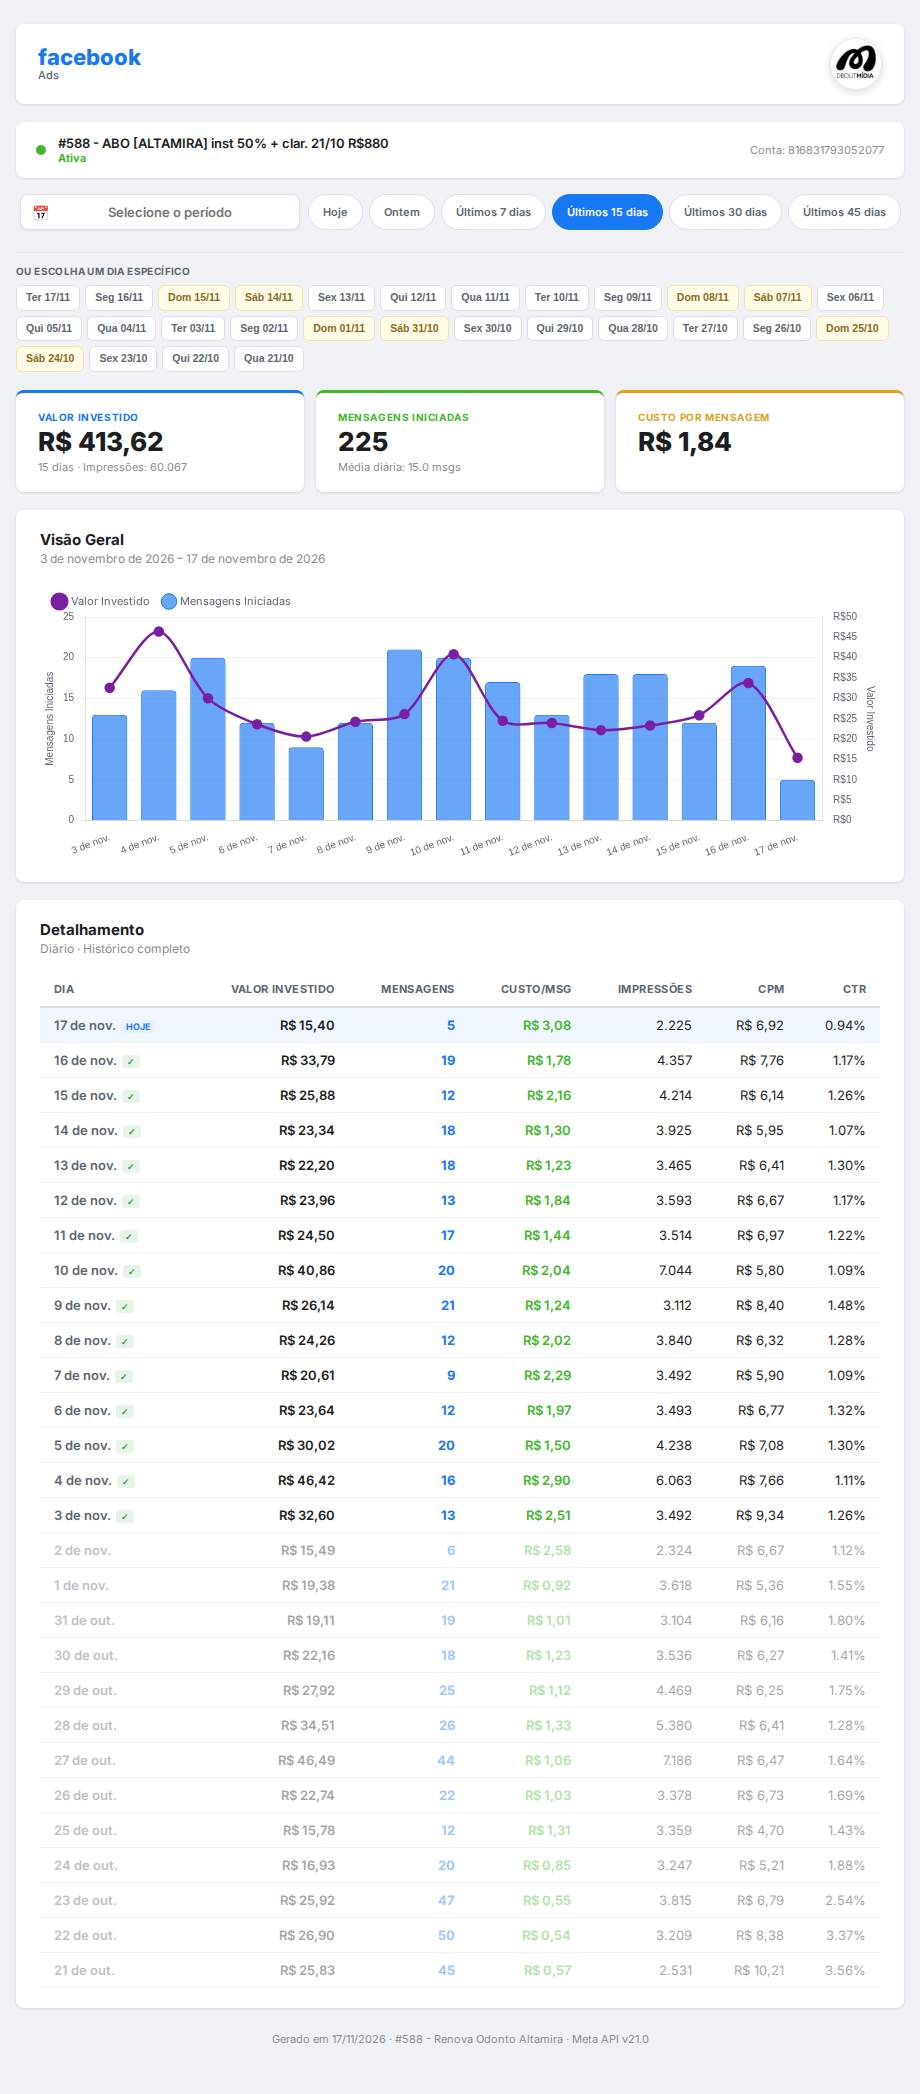 facebook
Ads
DBOUTMÍDIA
#588 - ABO [ALTAMIRA] inst 50% + clar. 21/10 R$880
Ativa
Conta: 816831793052077
Selecione o período
Hoje
Ontem
Últimos 7 dias
Últimos 15 dias
Últimos 30 dias
Últimos 45 dias
OU ESCOLHA UM DIA ESPECÍFICO
Ter 17/11 Seg 16/11 Dom 15/11 Sáb 14/11 Sex 13/11 Qui 12/11 Qua 11/11 Ter 10/11 Seg 09/11 Dom 08/11 Sáb 07/11 Sex 06/11
Qui 05/11 Qua 04/11 Ter 03/11 Seg 02/11 Dom 01/11 Sáb 31/10 Sex 30/10 Qui 29/10 Qua 28/10 Ter 27/10 Seg 26/10 Dom 25/10
Sáb 24/10 Sex 23/10 Qui 22/10 Qua 21/10
VALOR INVESTIDO
R$ 413,62
15 dias · Impressões: 60.067
MENSAGENS INICIADAS
225
Média diária: 15.0 msgs
CUSTO POR MENSAGEM
R$ 1,84
Visão Geral
3 de novembro de 2026 – 17 de novembro de 2026
Valor Investido Mensagens Iniciadas
25
20
15
10
5
0
Mensagens Iniciadas
R$50
R$45
R$40
R$35
R$30
R$25
R$20
R$15
R$10
R$5
R$0
Valor Investido
3 de nov. 4 de nov. 5 de nov. 6 de nov. 7 de nov. 8 de nov. 9 de nov. 10 de nov. 11 de nov. 12 de nov. 13 de nov. 14 de nov. 15 de nov. 16 de nov. 17 de nov.
Detalhamento
Diário · Histórico completo
DIA VALOR INVESTIDO MENSAGENS CUSTO/MSG IMPRESSÕES CPM CTR
17 de nov. HOJE R$ 15,40 5 R$ 3,08 2.225 R$ 6,92 0.94%
16 de nov. ✓ R$ 33,79 19 R$ 1,78 4.357 R$ 7,76 1.17%
15 de nov. ✓ R$ 25,88 12 R$ 2,16 4.214 R$ 6,14 1.26%
14 de nov. ✓ R$ 23,34 18 R$ 1,30 3.925 R$ 5,95 1.07%
13 de nov. ✓ R$ 22,20 18 R$ 1,23 3.465 R$ 6,41 1.30%
12 de nov. ✓ R$ 23,96 13 R$ 1,84 3.593 R$ 6,67 1.17%
11 de nov. ✓ R$ 24,50 17 R$ 1,44 3.514 R$ 6,97 1.22%
10 de nov. ✓ R$ 40,86 20 R$ 2,04 7.044 R$ 5,80 1.09%
9 de nov. ✓ R$ 26,14 21 R$ 1,24 3.112 R$ 8,40 1.48%
8 de nov. ✓ R$ 24,26 12 R$ 2,02 3.840 R$ 6,32 1.28%
7 de nov. ✓ R$ 20,61 9 R$ 2,29 3.492 R$ 5,90 1.09%
6 de nov. ✓ R$ 23,64 12 R$ 1,97 3.493 R$ 6,77 1.32%
5 de nov. ✓ R$ 30,02 20 R$ 1,50 4.238 R$ 7,08 1.30%
4 de nov. ✓ R$ 46,42 16 R$ 2,90 6.063 R$ 7,66 1.11%
3 de nov. ✓ R$ 32,60 13 R$ 2,51 3.492 R$ 9,34 1.26%
2 de nov. R$ 15,49 6 R$ 2,58 2.324 R$ 6,67 1.12%
1 de nov. R$ 19,38 21 R$ 0,92 3.618 R$ 5,36 1.55%
31 de out. R$ 19,11 19 R$ 1,01 3.104 R$ 6,16 1.80%
30 de out. R$ 22,16 18 R$ 1,23 3.536 R$ 6,27 1.41%
29 de out. R$ 27,92 25 R$ 1,12 4.469 R$ 6,25 1.75%
28 de out. R$ 34,51 26 R$ 1,33 5.380 R$ 6,41 1.28%
27 de out. R$ 46,49 44 R$ 1,06 7.186 R$ 6,47 1.64%
26 de out. R$ 22,74 22 R$ 1,03 3.378 R$ 6,73 1.69%
25 de out. R$ 15,78 12 R$ 1,31 3.359 R$ 4,70 1.43%
24 de out. R$ 16,93 20 R$ 0,85 3.247 R$ 5,21 1.88%
23 de out. R$ 25,92 47 R$ 0,55 3.815 R$ 6,79 2.54%
22 de out. R$ 26,90 50 R$ 0,54 3.209 R$ 8,38 3.37%
21 de out. R$ 25,83 45 R$ 0,57 2.531 R$ 10,21 3.56%
Gerado em 17/11/2026 · #588 - Renova Odonto Altamira · Meta API v21.0